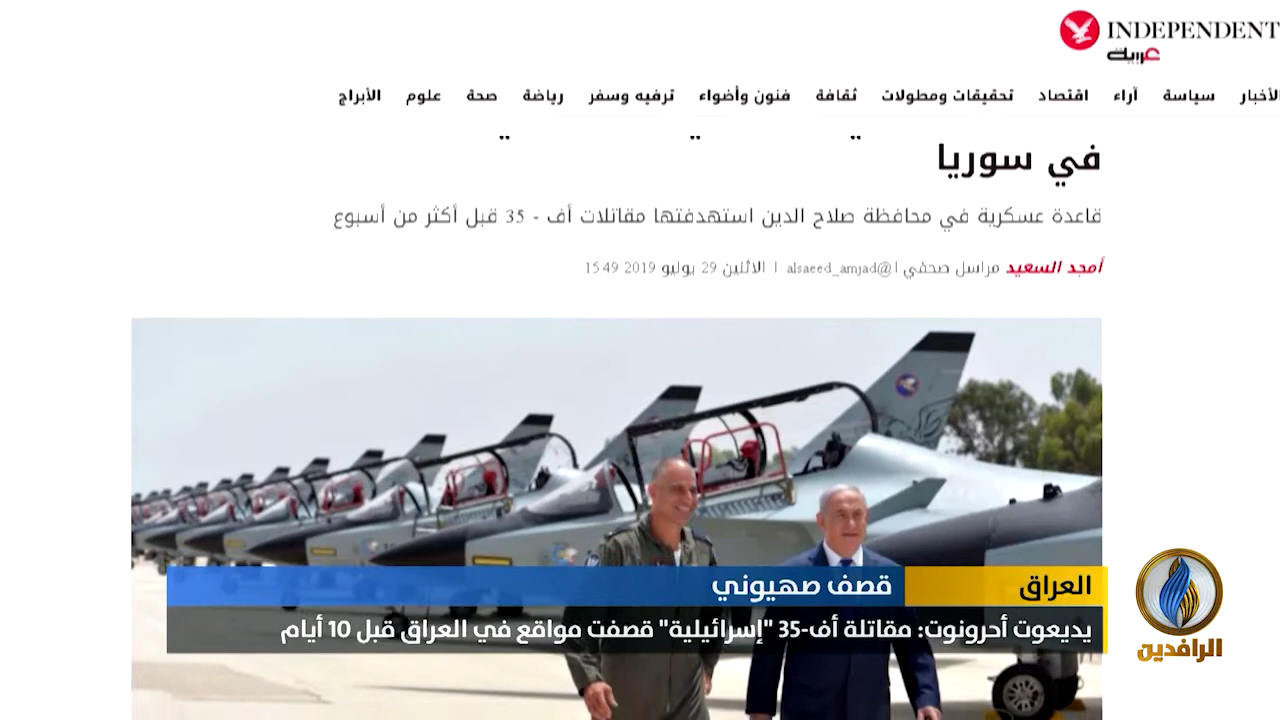 INDEPENDENT
عربية
الأخبار سياسة آراء اقتصاد تحقيقات ومطولات ثقافة فنون وأضواء ترفيه وسفر رياضة صحة علوم الأبراج
في سوريا
قاعدة عسكرية في محافظة صلاح الدين استهدفتها مقاتلات أف - 35 قبل أكثر من أسبوع
أمجد السعيد مراسل صحفي @alsaeed_amjad | الاثنين 29 يوليو 2019 15:49
العراق قصف صهيوني
يديعوت أحرونوت: مقاتلة أف-35 "إسرائيلية" قصفت مواقع في العراق قبل 10 أيام
الرافدين